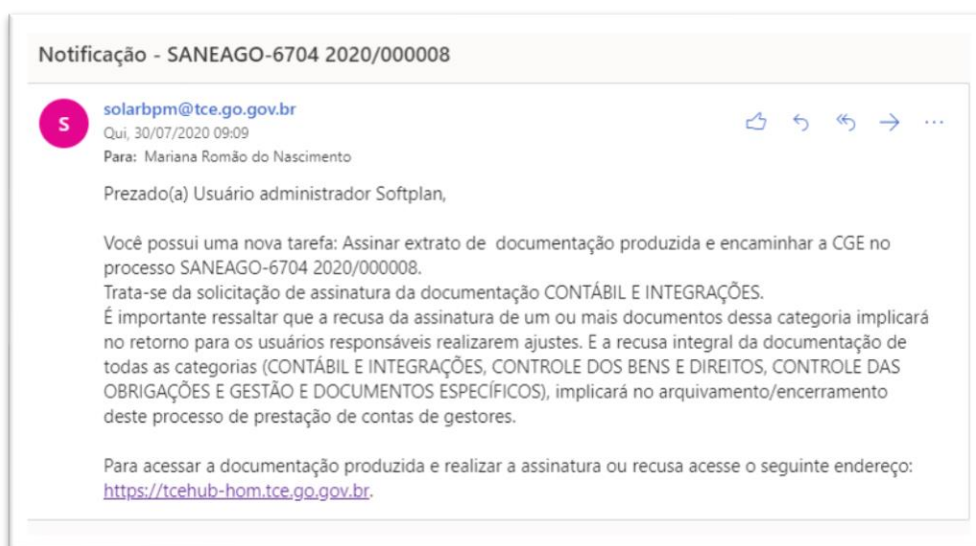 Notificação - SANEAGO-6704 2020/000008
S
solarbpm@tce.go.gov.br
Qui, 30/07/2020 09:09
Para: Mariana Romão do Nascimento
Prezado(a) Usuário administrador Softplan,
Você possui uma nova tarefa: Assinar extrato de documentação produzida e encaminhar a CGE no
processo SANEAGO-6704 2020/000008.
Trata-se da solicitação de assinatura da documentação CONTÁBIL E INTEGRAÇÕES.
É importante ressaltar que a recusa da assinatura de um ou mais documentos dessa categoria implicará
no retorno para os usuários responsáveis realizarem ajustes. E a recusa integral da documentação de
todas as categorias (CONTÁBIL E INTEGRAÇÕES, CONTROLE DOS BENS E DIREITOS, CONTROLE DAS
OBRIGAÇÕES E GESTÃO E DOCUMENTOS ESPECÍFICOS), implicará no arquivamento/encerramento
deste processo de prestação de contas de gestores.
Para acessar a documentação produzida e realizar a assinatura ou recusa acesse o seguinte endereço:
https://tcehub-hom.tce.go.gov.br.